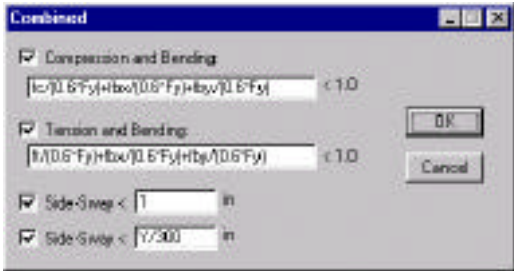 Combined
Compression and Bending:
fc/(0.6*Fy)+fbx/(0.6*Fy)+fby/(0.6*Fy) < 1.0
OK
Tension and Bending:
ft/(0.6*Fy)+fbx/(0.6*Fy)+fby/(0.6*Fy) < 1.0
Cancel
Side-Sway < 1 in
Side-Sway < Y/300 in